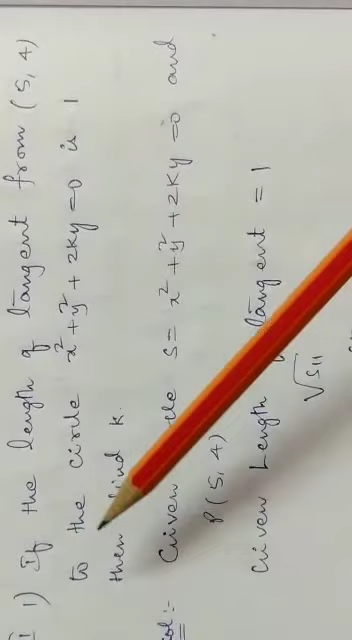 1) If the length of tangent from (5, 4)
to the circle x²+y²+2ky=0 is 1
then find k.
sol:- Given S= x²+y²+2ky=0 and
P(5,4)
Given Length tangent = 1
√S11